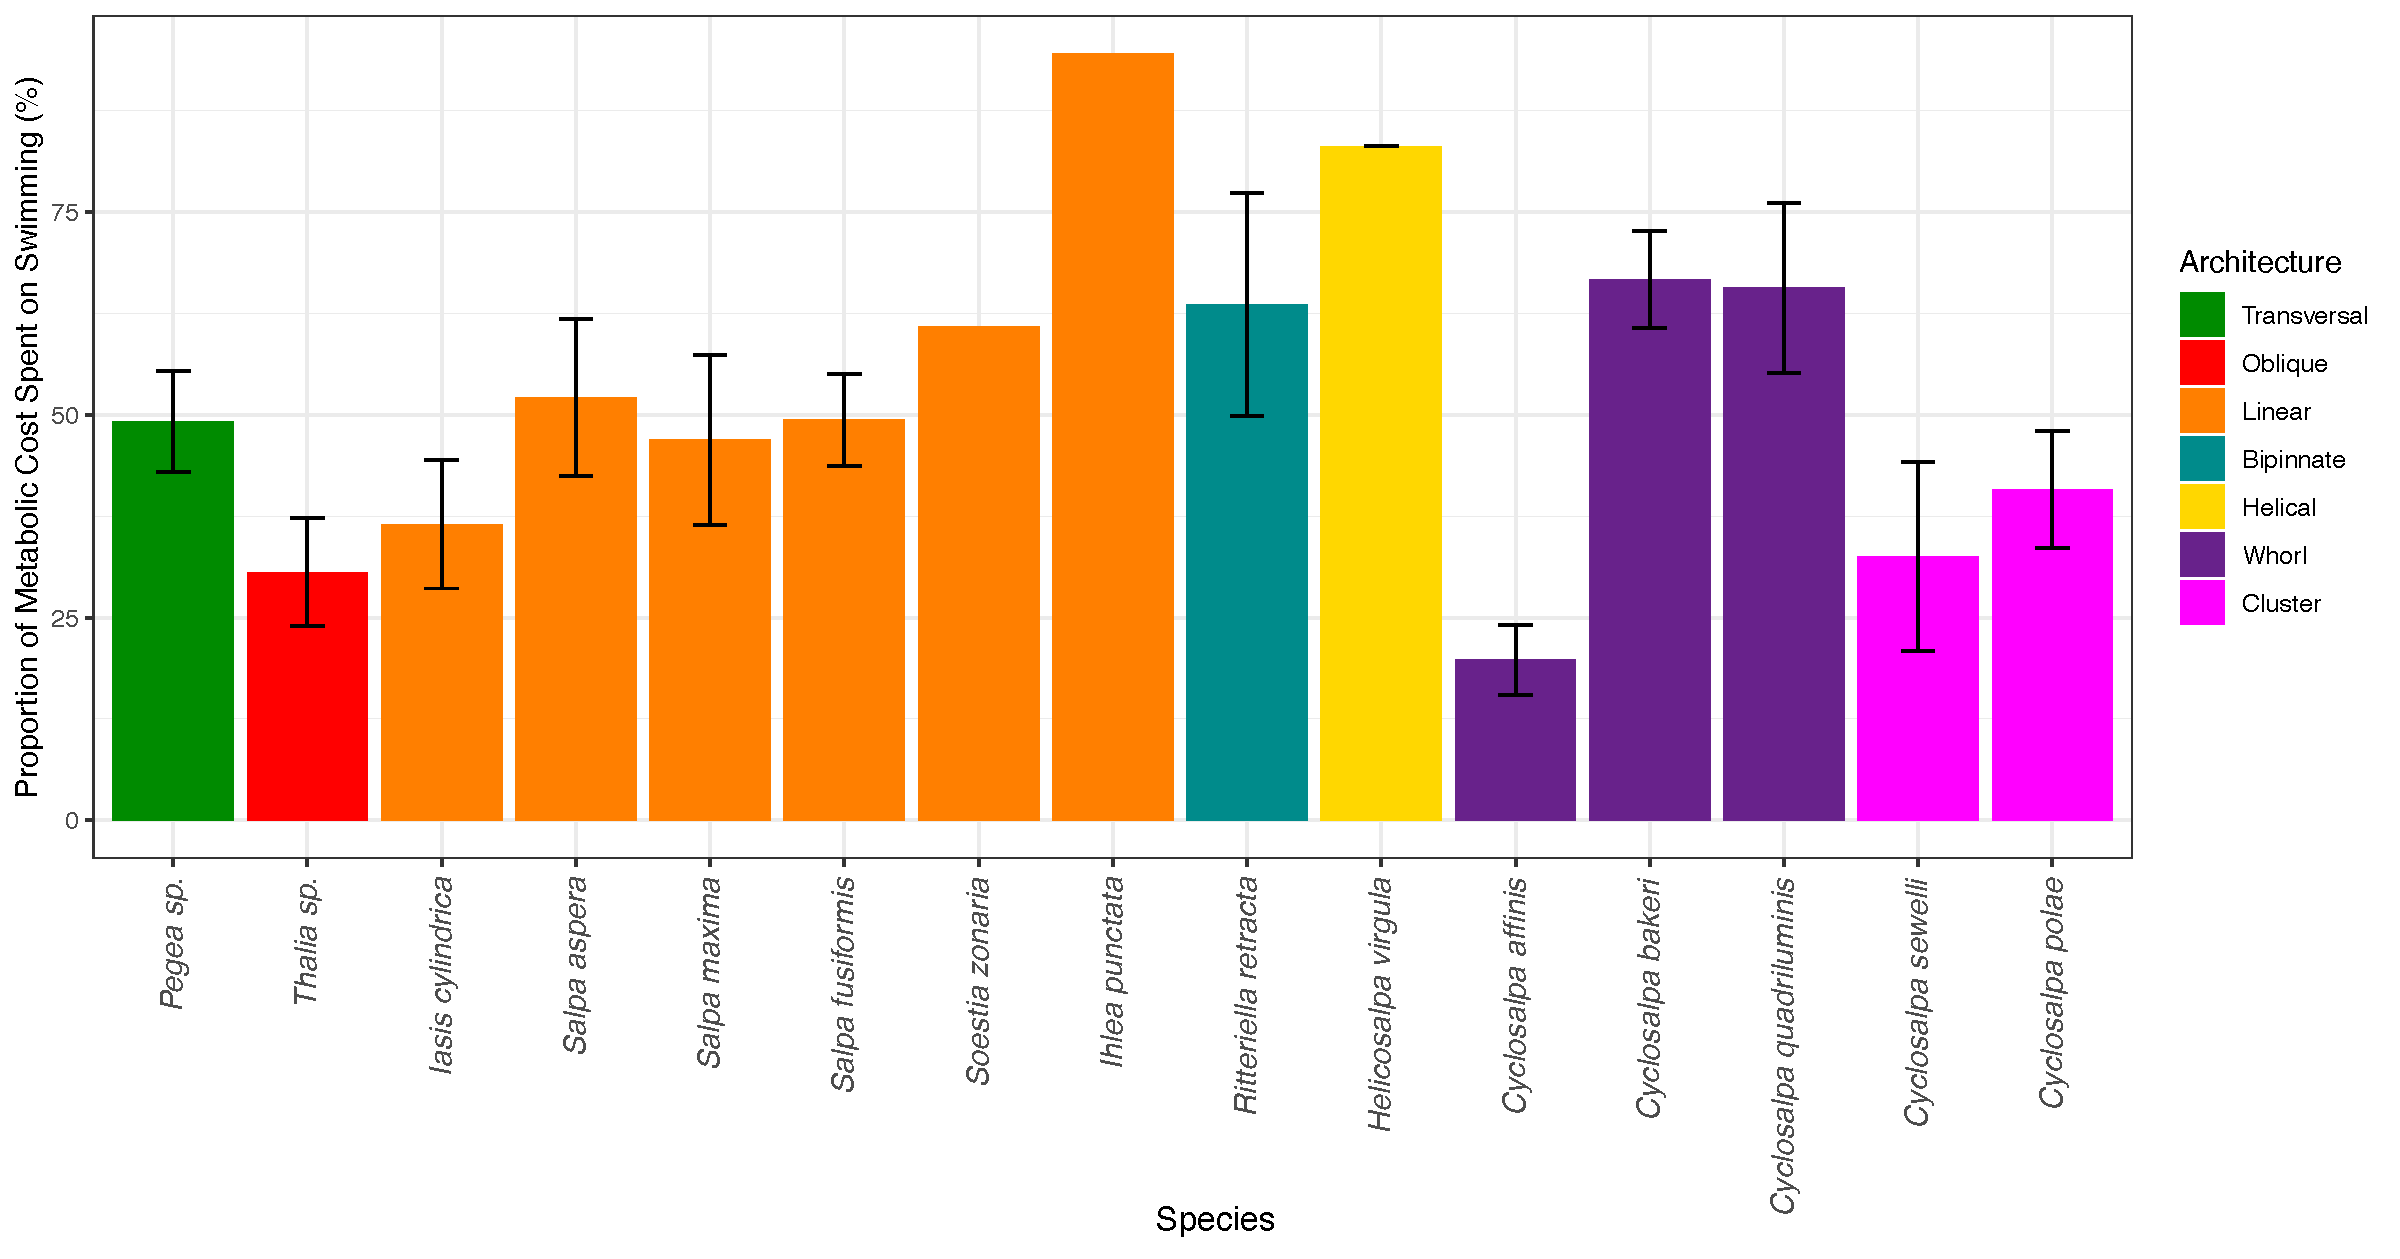 Proportion of Metabolic Cost Spent on Swimming (%)
75
50
25
0
Pegea sp.
Thalia sp.
Iasis cylindrica
Salpa aspera
Salpa maxima
Salpa fusiformis
Soestia zonaria
Ihlea punctata
Ritteriella retracta
Helicosalpa virgula
Cyclosalpa affinis
Cyclosalpa bakeri
Cyclosalpa quadriluminis
Cyclosalpa sewelli
Cyclosalpa polae
Species
Architecture
Transversal
Oblique
Linear
Bipinnate
Helical
Whorl
Cluster